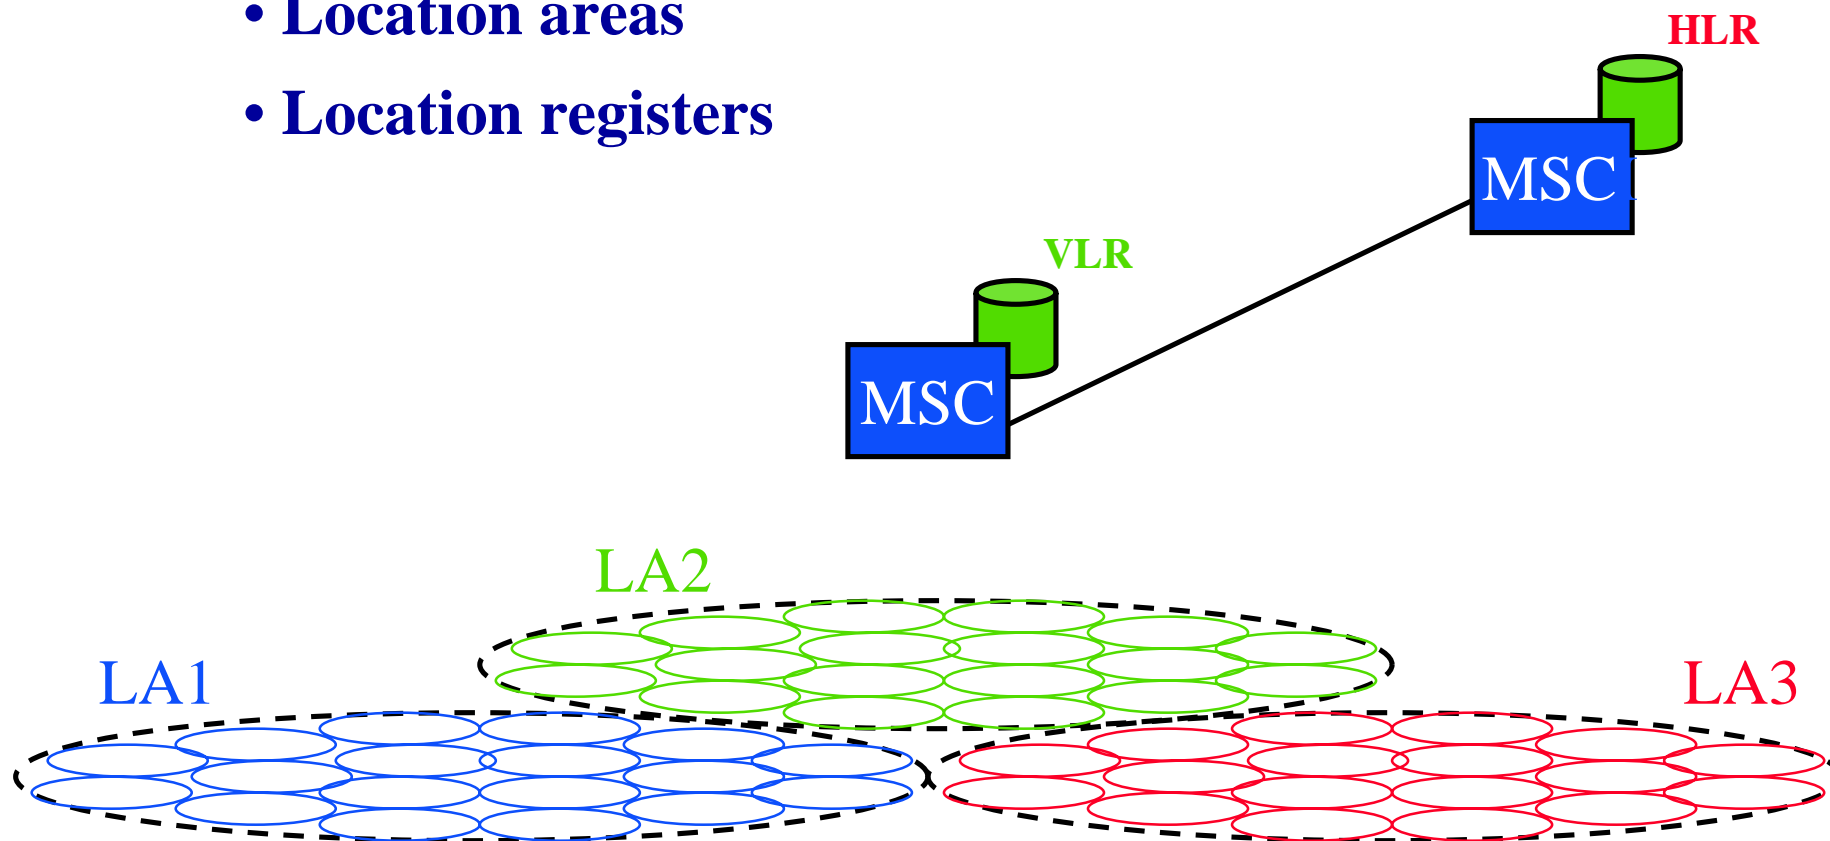 • Location areas
HLR
• Location registers
MSC
VLR
MSC
LA2
LA1
LA3